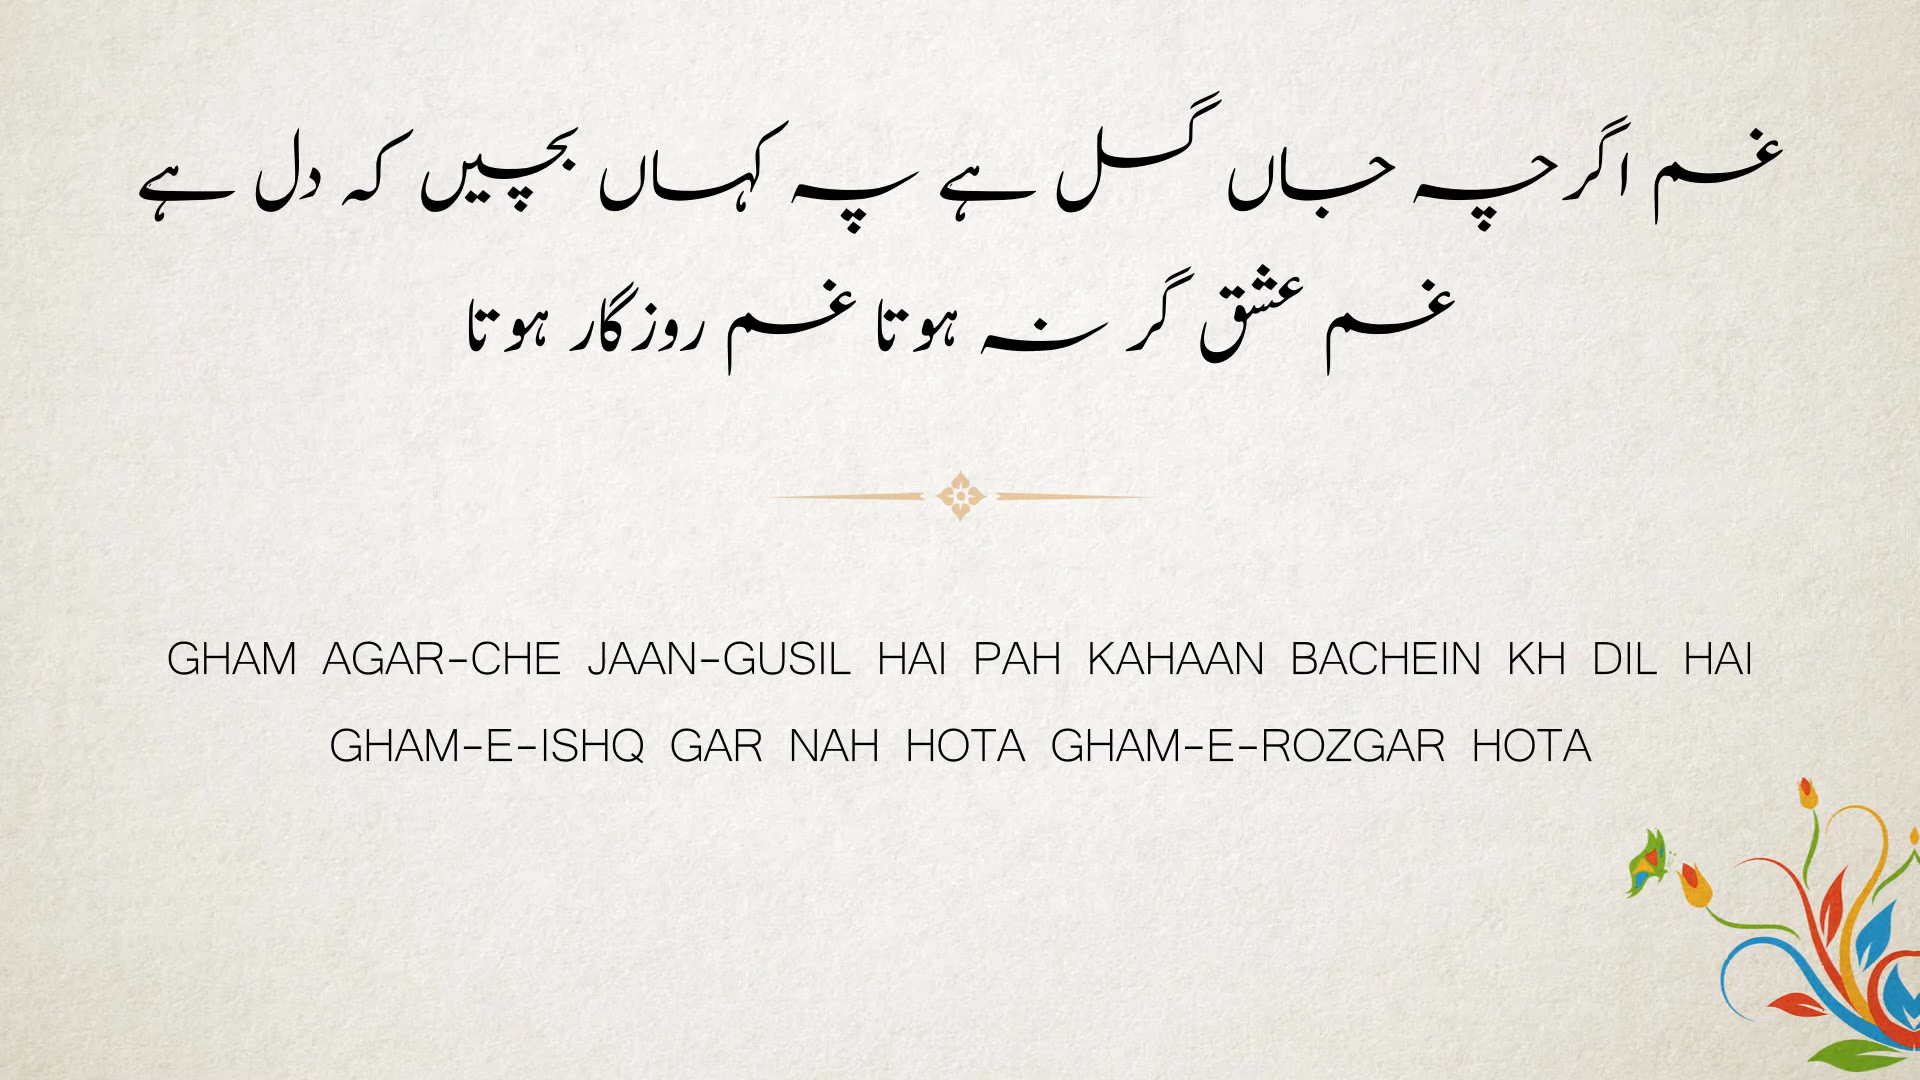 غم اگرچہ جاں گسل ہے پہ کہاں بچیں کہ دل ہے
غم عشق گر نہ ہوتا غم روزگار ہوتا
GHAM AGAR-CHE JAAN-GUSIL HAI PAH KAHAAN BACHEIN KH DIL HAI
GHAM-E-ISHQ GAR NAH HOTA GHAM-E-ROZGAR HOTA